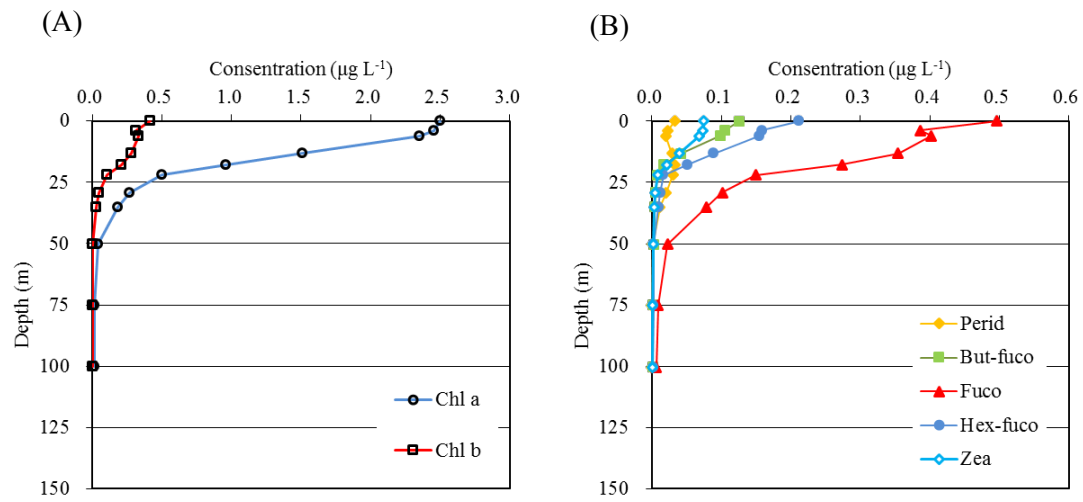 (A)
Consentration (µg L-1)
0.0 0.5 1.0 1.5 2.0 2.5 3.0
0
25
50
75
100
125
150
Depth (m)
Chl a
Chl b
(B)
Consentration (µg L-1)
0.0 0.1 0.2 0.3 0.4 0.5 0.6
0
25
50
75
100
125
150
Depth (m)
Perid
But-fuco
Fuco
Hex-fuco
Zea